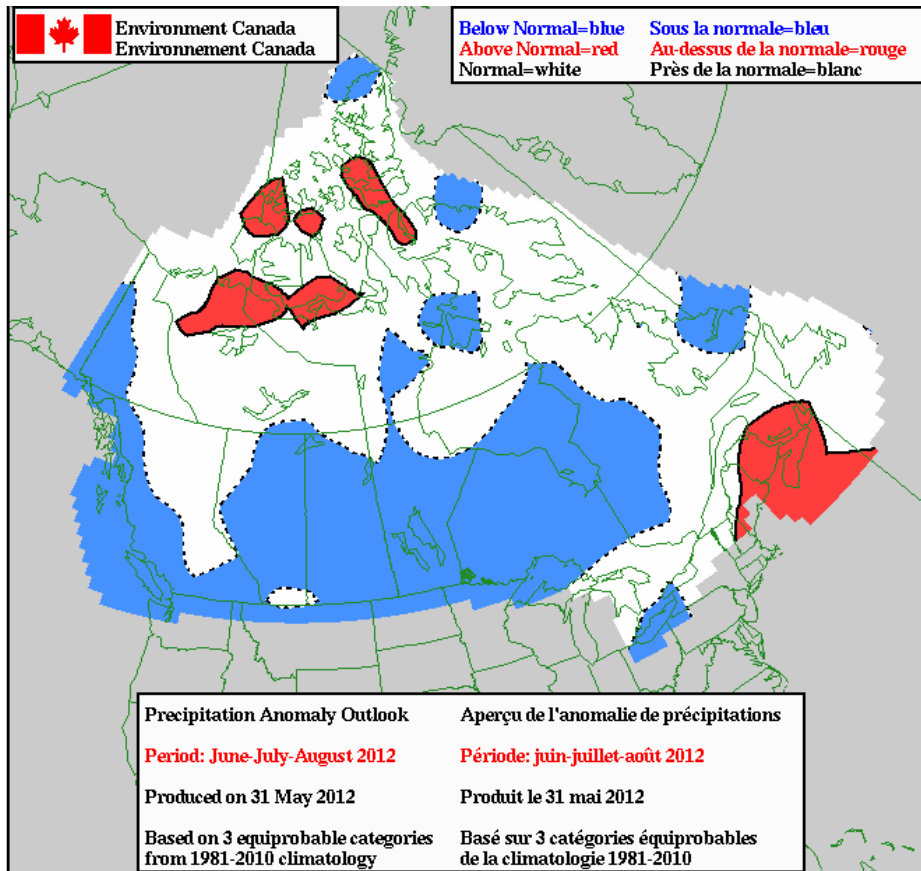 Environment Canada
Environnement Canada
Below Normal=blue Sous la normale=bleu
Above Normal=red Au-dessus de la normale=rouge
Normal=white Près de la normale=blanc
Precipitation Anomaly Outlook Aperçu de l'anomalie de précipitations
Period: June-July-August 2012 Période: juin-juillet-août 2012
Produced on 31 May 2012 Produit le 31 mai 2012
Based on 3 equiprobable categories Basé sur 3 catégories équiprobables
from 1981-2010 climatology de la climatologie 1981-2010